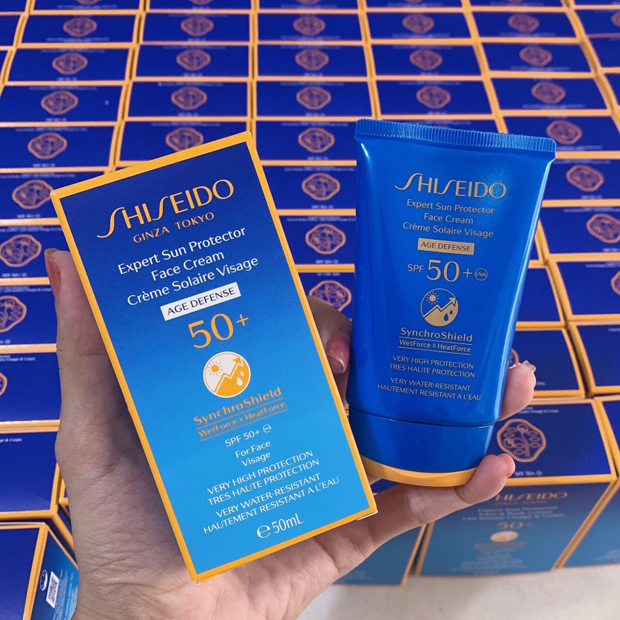 SHISEIDO
GINZA TOKYO
Expert Sun Protector
Face Cream
Crème Solaire Visage
AGE DEFENSE
50+
SynchroShield
WetForce × HeatForce
SPF 50+ UVA
For Face
Visage
VERY HIGH PROTECTION
TRES HAUTE PROTECTION
VERY WATER-RESISTANT
HAUTEMENT RESISTANT A L'EAU
℮50mL
SHISEIDO
Expert Sun Protector
Face Cream
Crème Solaire Visage
AGE DEFENSE
SPF 50+ UVA
SynchroShield
WetForce × HeatForce
VERY HIGH PROTECTION
TRES HAUTE PROTECTION
VERY WATER-RESISTANT
HAUTEMENT RESISTANT A L'EAU
SHISEIDO
50+